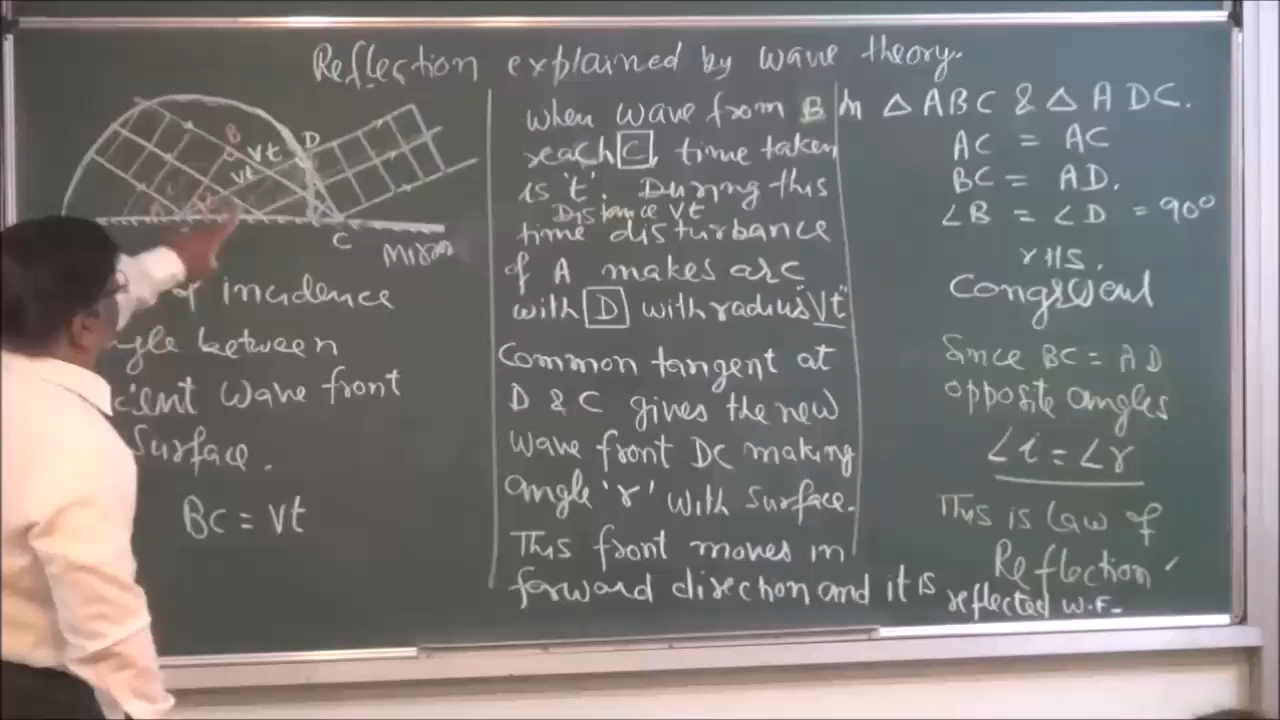 Reflection explained by wave theory.
B
D
vt
vt
A
C
Mirror
of incidence
gle between
cient wave front
Surface.
BC = vt
when wave from B
reach C, time taken
is 't'. During this
Distance vt
time disturbance
of A makes arc
with D with radius "vt"
Common tangent at
D & C gives the new
wave front DC making
angle 'r' with surface.
This front moves in
forward direction and it is reflected W.F.
In △ ABC & △ ADC.
AC = AC
BC = AD.
∠B = ∠D = 90°
rHS.
Congruent
Since BC = AD
opposite angles
∠i = ∠r
This is law of
Reflection